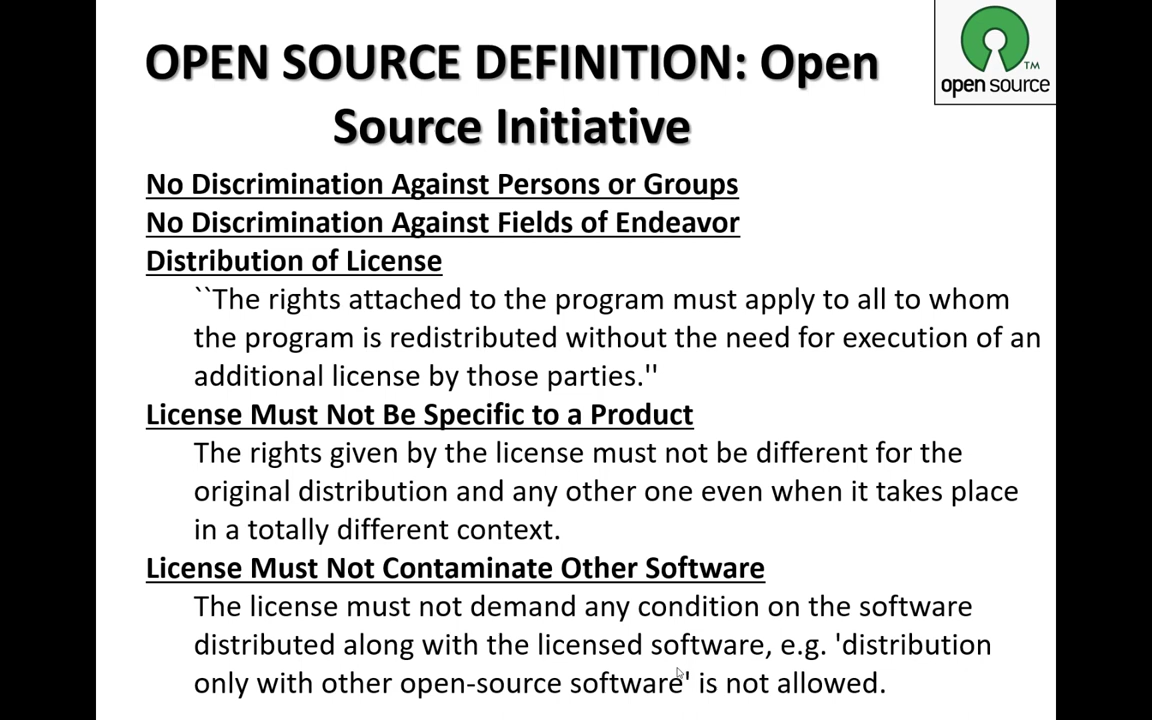 OPEN SOURCE DEFINITION: Open
Source Initiative
TM
open source
No Discrimination Against Persons or Groups
No Discrimination Against Fields of Endeavor
Distribution of License
``The rights attached to the program must apply to all to whom
the program is redistributed without the need for execution of an
additional license by those parties.''
License Must Not Be Specific to a Product
The rights given by the license must not be different for the
original distribution and any other one even when it takes place
in a totally different context.
License Must Not Contaminate Other Software
The license must not demand any condition on the software
distributed along with the licensed software, e.g. 'distribution
only with other open-source software' is not allowed.